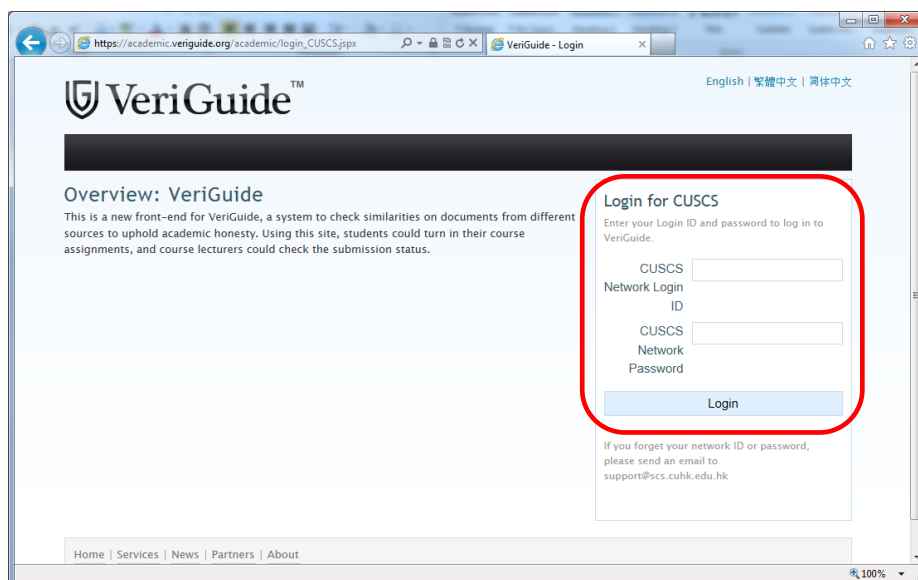 https://academic.veriguide.org/academic/login_CUSCS.jspx
VeriGuide - Login
VeriGuide™
English | 繁體中文 | 简体中文
Overview: VeriGuide
This is a new front-end for VeriGuide, a system to check similarities on documents from different
sources to uphold academic honesty. Using this site, students could turn in their course
assignments, and course lecturers could check the submission status.
Login for CUSCS
Enter your Login ID and password to log in to
VeriGuide.
CUSCS
Network Login
ID
CUSCS
Network
Password
Login
If you forget your network ID or password,
please send an email to
support@scs.cuhk.edu.hk
Home | Services | News | Partners | About
100%